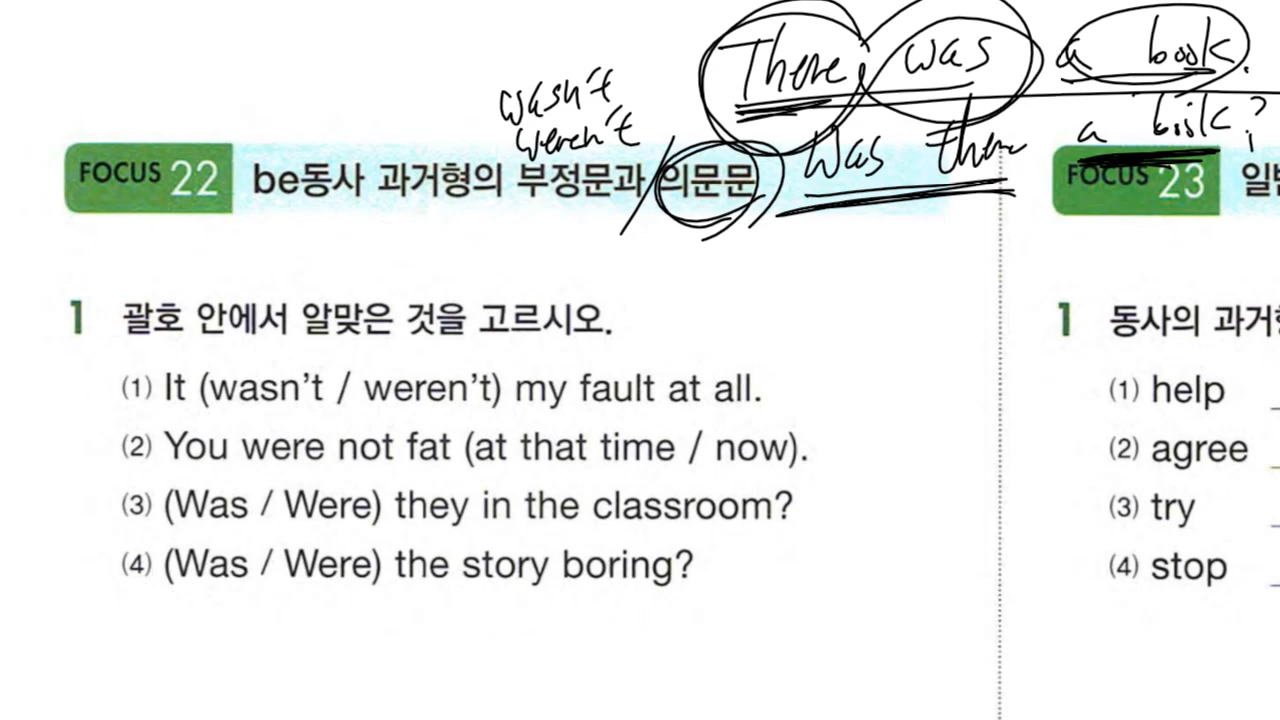 There was a book.
wasn't
weren't
Was there a book?
FOCUS 22 be동사 과거형의 부정문과 의문문
1 괄호 안에서 알맞은 것을 고르시오.
(1) It (wasn't / weren't) my fault at all.
(2) You were not fat (at that time / now).
(3) (Was / Were) they in the classroom?
(4) (Was / Were) the story boring?
FOCUS 23
1 동사의
(1) help
(2) agree
(3) try
(4) stop